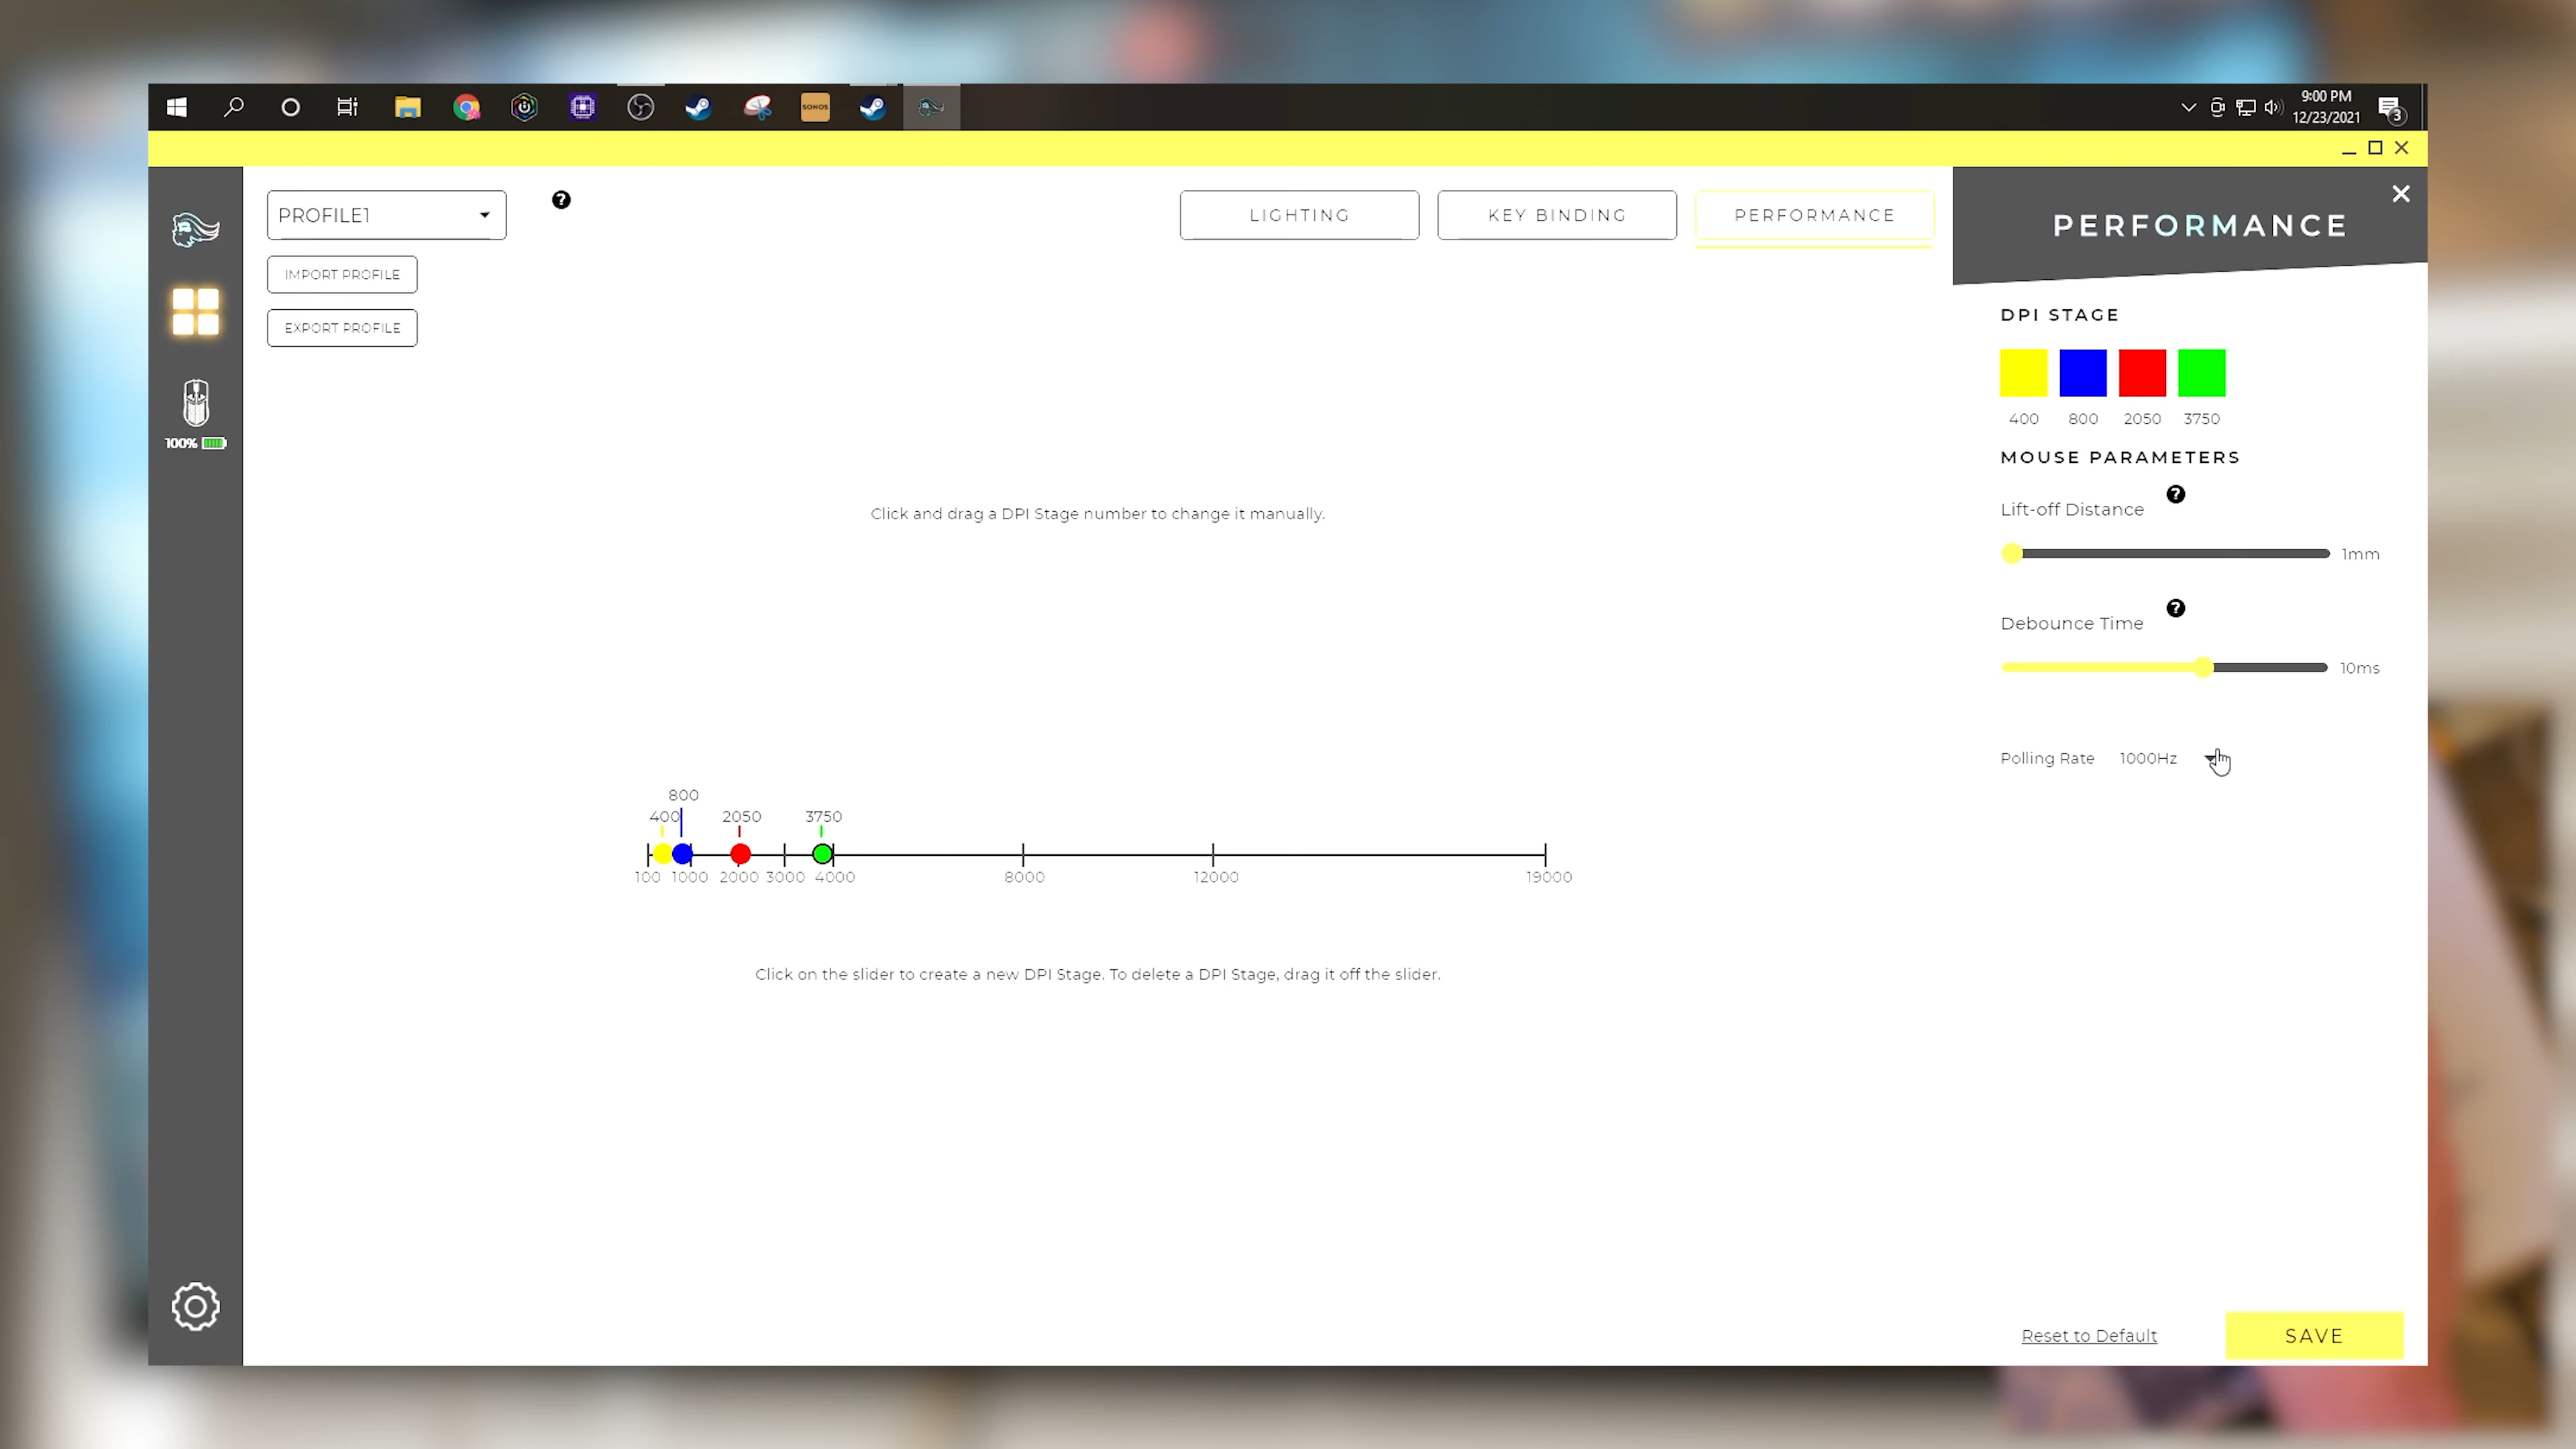 SONOS
9:00 PM
12/23/2021
3
PROFILE1
?
LIGHTING
KEY BINDING
PERFORMANCE
PERFORMANCE
IMPORT PROFILE
EXPORT PROFILE
100%
DPI STAGE
400 800 2050 3750
MOUSE PARAMETERS
?
Lift-off Distance
1mm
?
Debounce Time
10ms
Polling Rate 1000Hz
Click and drag a DPI Stage number to change it manually.
800
400 2050 3750
100 1000 2000 3000 4000 8000 12000 19000
Click on the slider to create a new DPI Stage. To delete a DPI Stage, drag it off the slider.
Reset to Default
SAVE